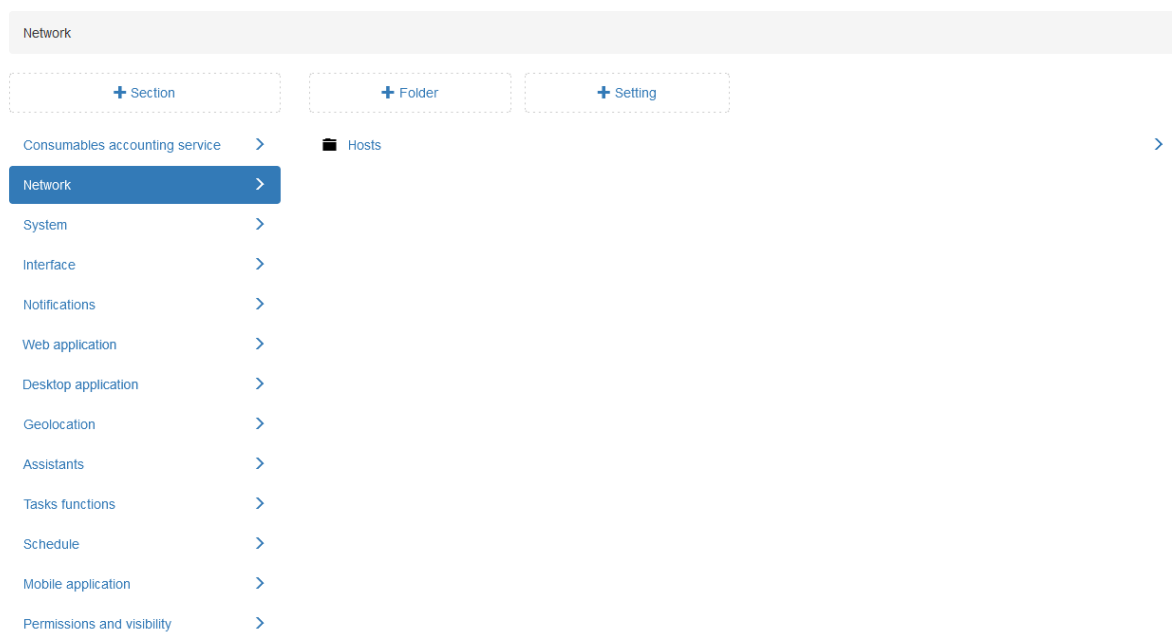 Network
Section
Folder
Setting
Consumables accounting service
Network
System
Interface
Notifications
Web application
Desktop application
Geolocation
Assistants
Tasks functions
Schedule
Mobile application
Permissions and visibility
Hosts